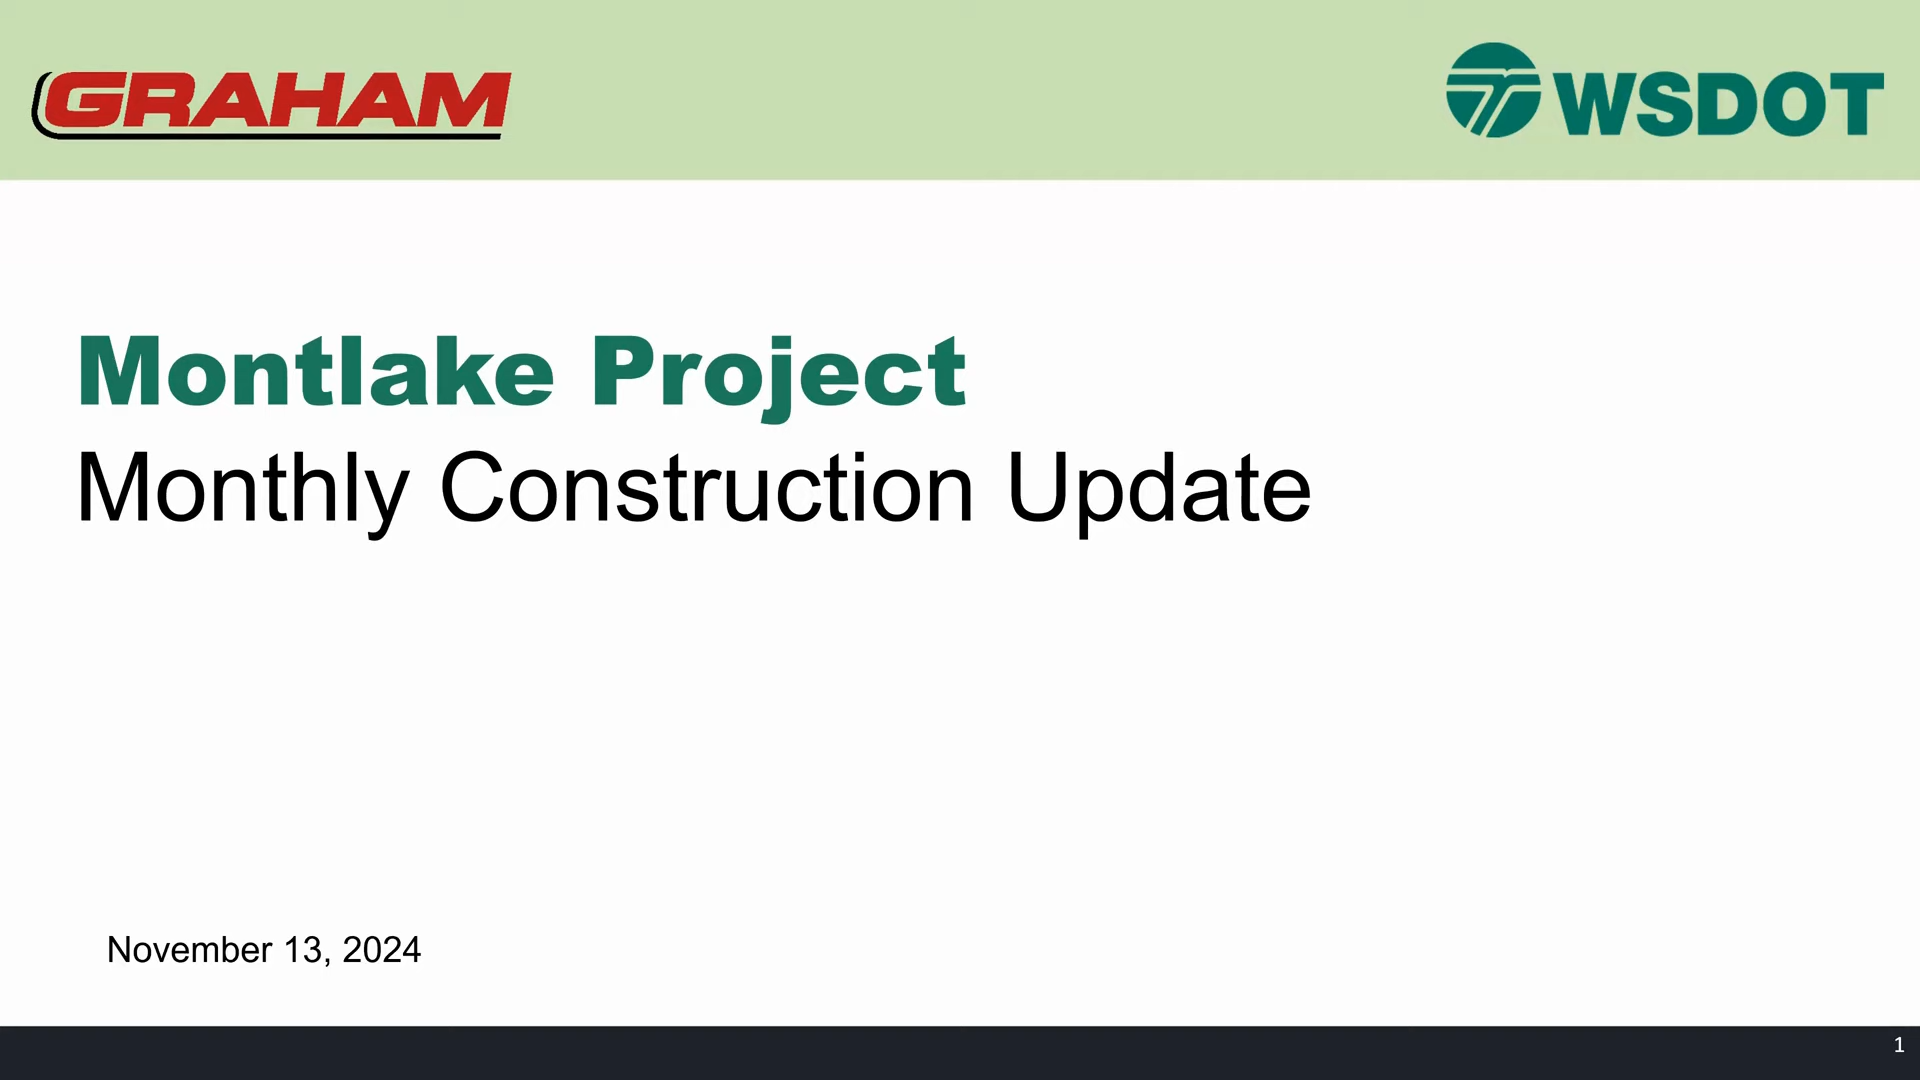 GRAHAM
WSDOT
Montlake Project
Monthly Construction Update
November 13, 2024
1